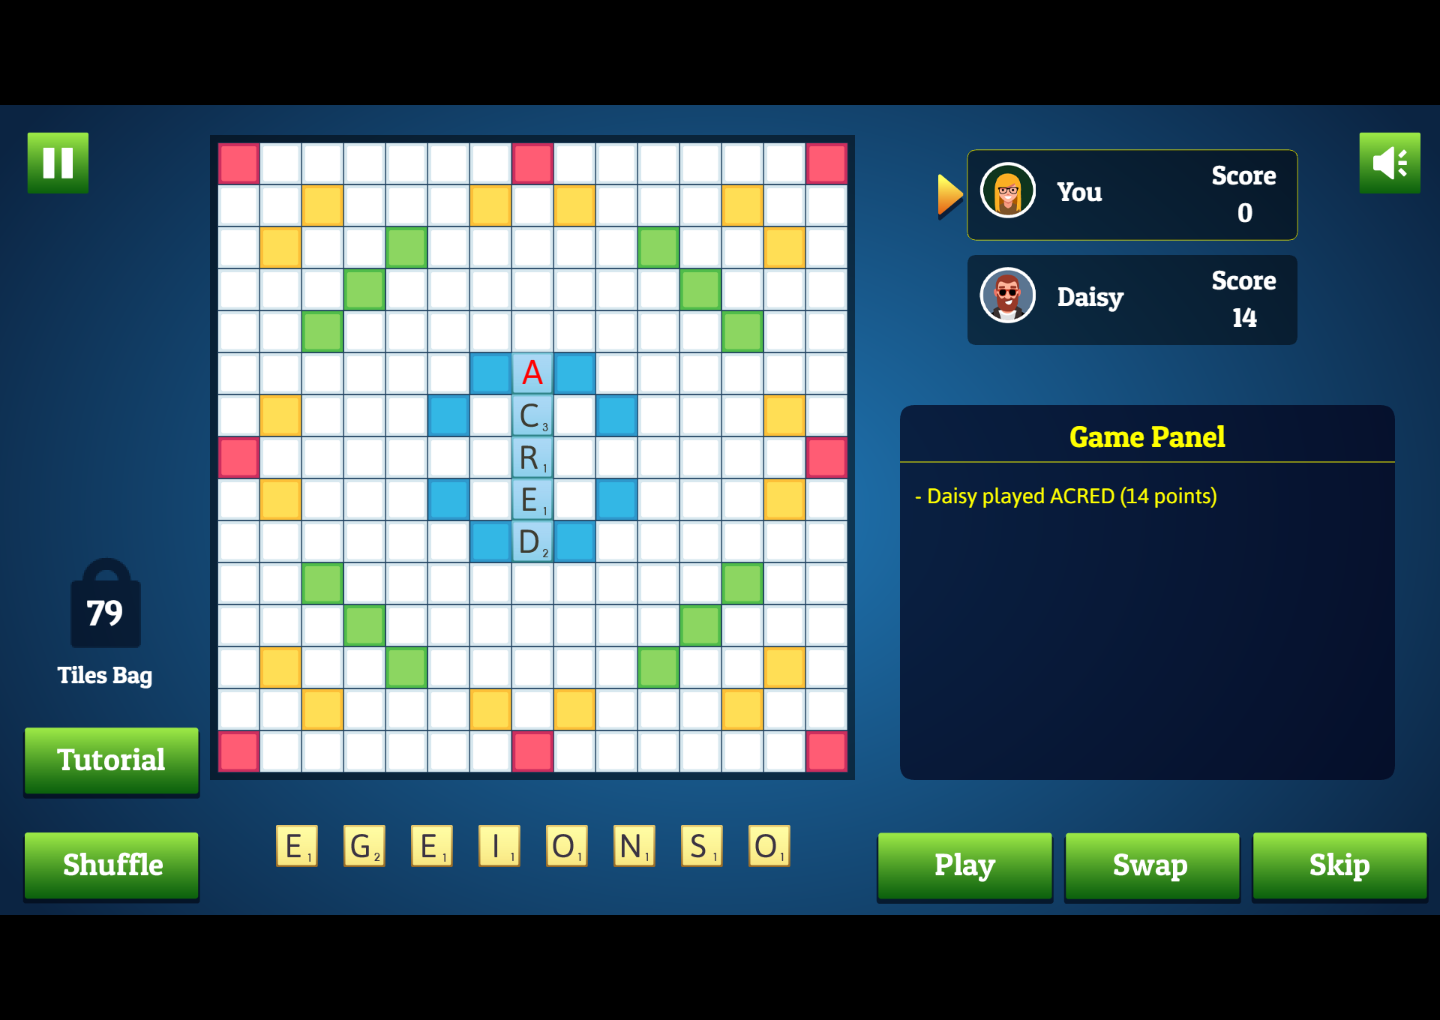 You
Score
0
Daisy
Score
14
A
C3
R1
E1
D2
Game Panel
- Daisy played ACRED (14 points)
79
Tiles Bag
Tutorial
Shuffle
E1 G2 E1 I1 O1 N1 S1 O1
Play
Swap
Skip